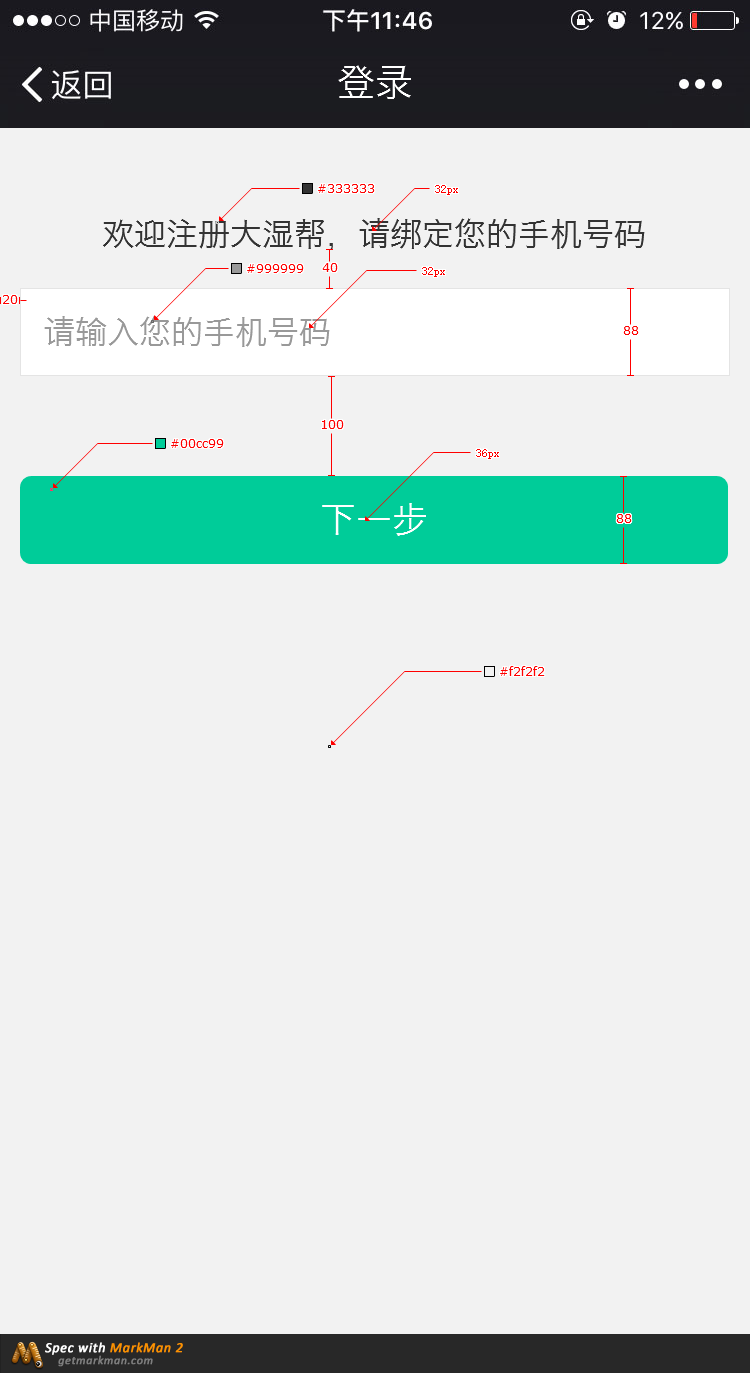 中国移动 下午11:46 12%
返回 登录
#333333 32px
欢迎注册大湿帮，请绑定您的手机号码
#999999 40 32px
20
请输入您的手机号码 88
100
#00cc99 36px
下一步 88
#f2f2f2
Spec with MarkMan 2
getmarkman.com